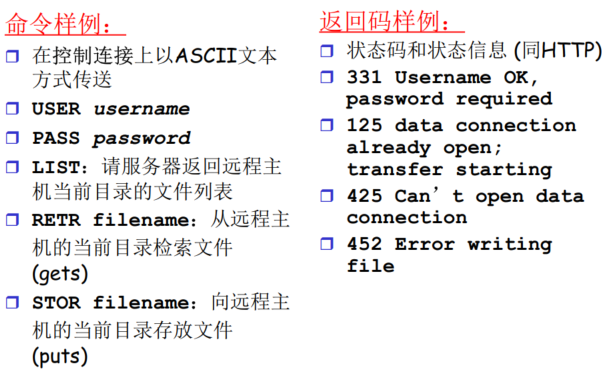 命令样例：
在控制连接上以ASCII文本
方式传送
USER username
PASS password
LIST：请服务器返回远程主
机当前目录的文件列表
RETR filename：从远程主
机的当前目录检索文件
(gets)
STOR filename：向远程主
机的当前目录存放文件
(puts)
返回码样例：
状态码和状态信息 (同HTTP)
331 Username OK,
password required
125 data connection
already open;
transfer starting
425 Can’t open data
connection
452 Error writing
file